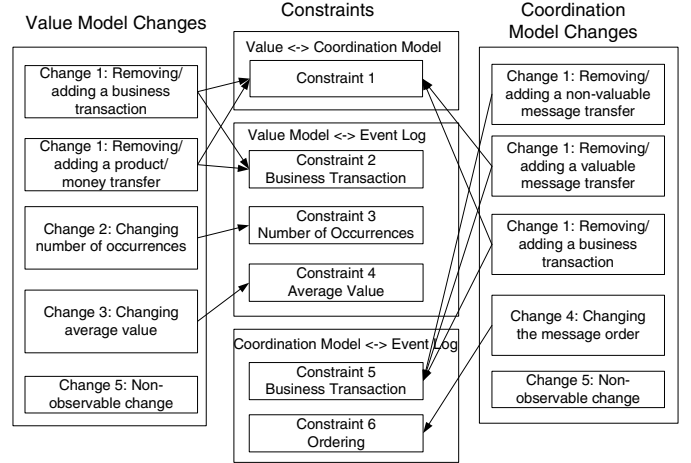 Value Model Changes
Change 1: Removing/
adding a business
transaction
Change 1: Removing/
adding a product/
money transfer
Change 2: Changing
number of occurrences
Change 3: Changing
average value
Change 5: Non-
observable change
Constraints
Value <-> Coordination Model
Constraint 1
Value Model <-> Event Log
Constraint 2
Business Transaction
Constraint 3
Number of Occurrences
Constraint 4
Average Value
Coordination Model <-> Event Log
Constraint 5
Business Transaction
Constraint 6
Ordering
Coordination
Model Changes
Change 1: Removing/
adding a non-valuable
message transfer
Change 1: Removing/
adding a valuable
message transfer
Change 1: Removing/
adding a business
transaction
Change 4: Changing
the message order
Change 5: Non-
observable change